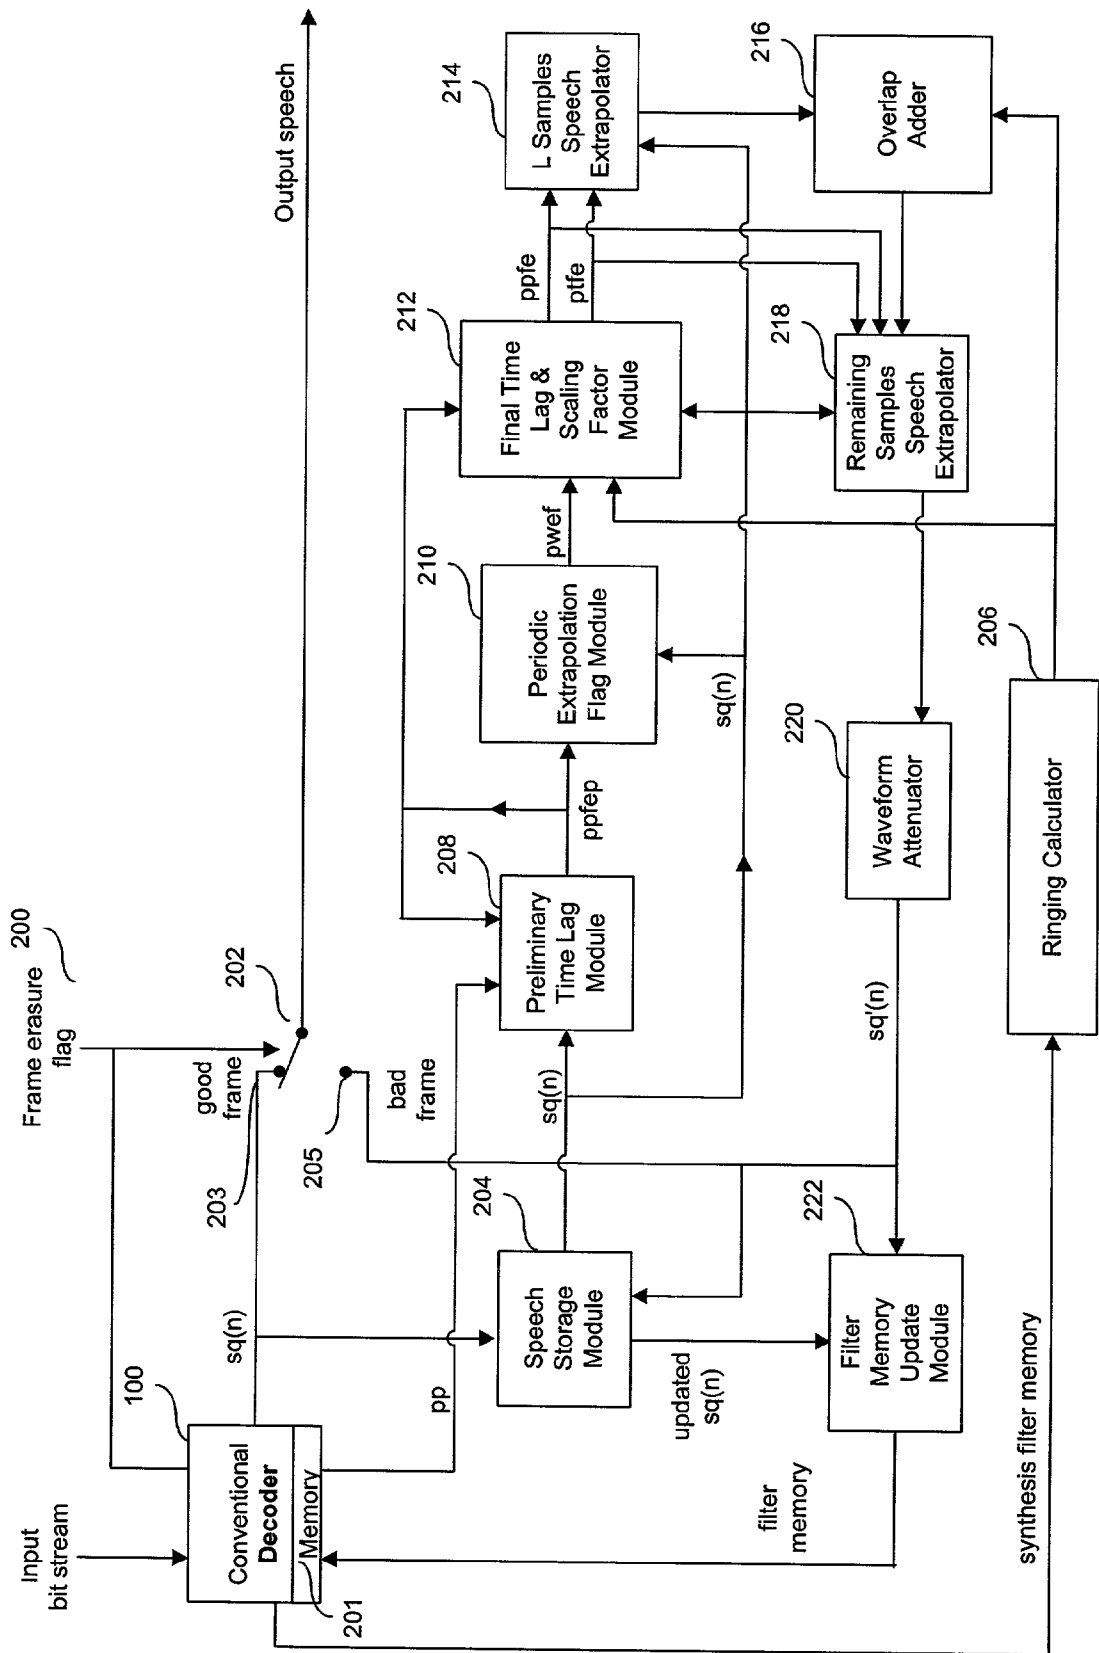 Input
bit stream
Frame erasure
flag
200
100
Conventional
Decoder
Memory
201
sq(n)
203
good
frame
202
Output speech
205
bad
frame
pp
204
Speech
Storage
Module
sq(n)
208
Preliminary
Time Lag
Module
ppfep
210
Periodic
Extrapolation
Flag Module
pwef
212
Final Time
Lag &
Scaling
Factor
Module
ppfe
ptfe
214
L Samples
Speech
Extrapolator
216
Overlap
Adder
sq(n)
218
Remaining
Samples
Speech
Extrapolator
updated
sq(n)
222
Filter
Memory
Update
Module
filter
memory
sq'(n)
220
Waveform
Attenuator
206
Ringing Calculator
synthesis filter memory